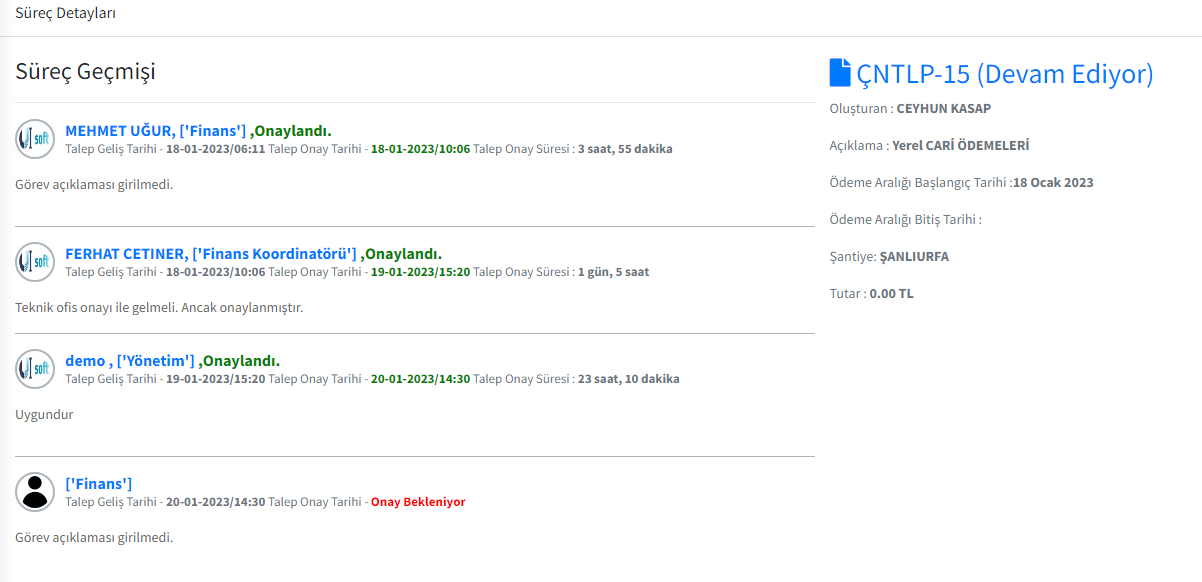 Süreç Detayları
Süreç Geçmişi
MEHMET UĞUR, ['Finans'] ,Onaylandı.
Talep Geliş Tarihi - 18-01-2023/06:11 Talep Onay Tarihi - 18-01-2023/10:06 Talep Onay Süresi : 3 saat, 55 dakika
Görev açıklaması girilmedi.
FERHAT CETINER, ['Finans Koordinatörü'] ,Onaylandı.
Talep Geliş Tarihi - 18-01-2023/10:06 Talep Onay Tarihi - 19-01-2023/15:20 Talep Onay Süresi : 1 gün, 5 saat
Teknik ofis onayı ile gelmeli. Ancak onaylanmıştır.
demo , ['Yönetim'] ,Onaylandı.
Talep Geliş Tarihi - 19-01-2023/15:20 Talep Onay Tarihi - 20-01-2023/14:30 Talep Onay Süresi : 23 saat, 10 dakika
Uygundur
['Finans']
Talep Geliş Tarihi - 20-01-2023/14:30 Talep Onay Tarihi - Onay Bekleniyor
Görev açıklaması girilmedi.
ÇNTLP-15 (Devam Ediyor)
Oluşturan : CEYHUN KASAP
Açıklama : Yerel CARİ ÖDEMELERİ
Ödeme Aralığı Başlangıç Tarihi :18 Ocak 2023
Ödeme Aralığı Bitiş Tarihi :
Şantiye: ŞANLIURFA
Tutar : 0.00 TL